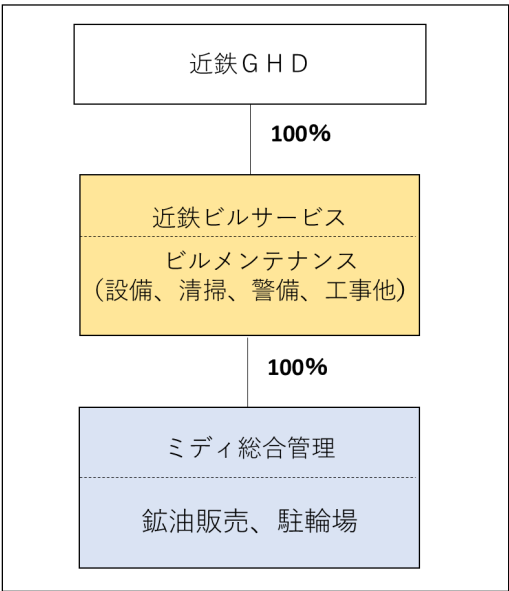 近鉄ＧＨＤ
100%
近鉄ビルサービス
ビルメンテナンス
（設備、清掃、警備、工事他）
100%
ミディ総合管理
鉱油販売、駐輪場